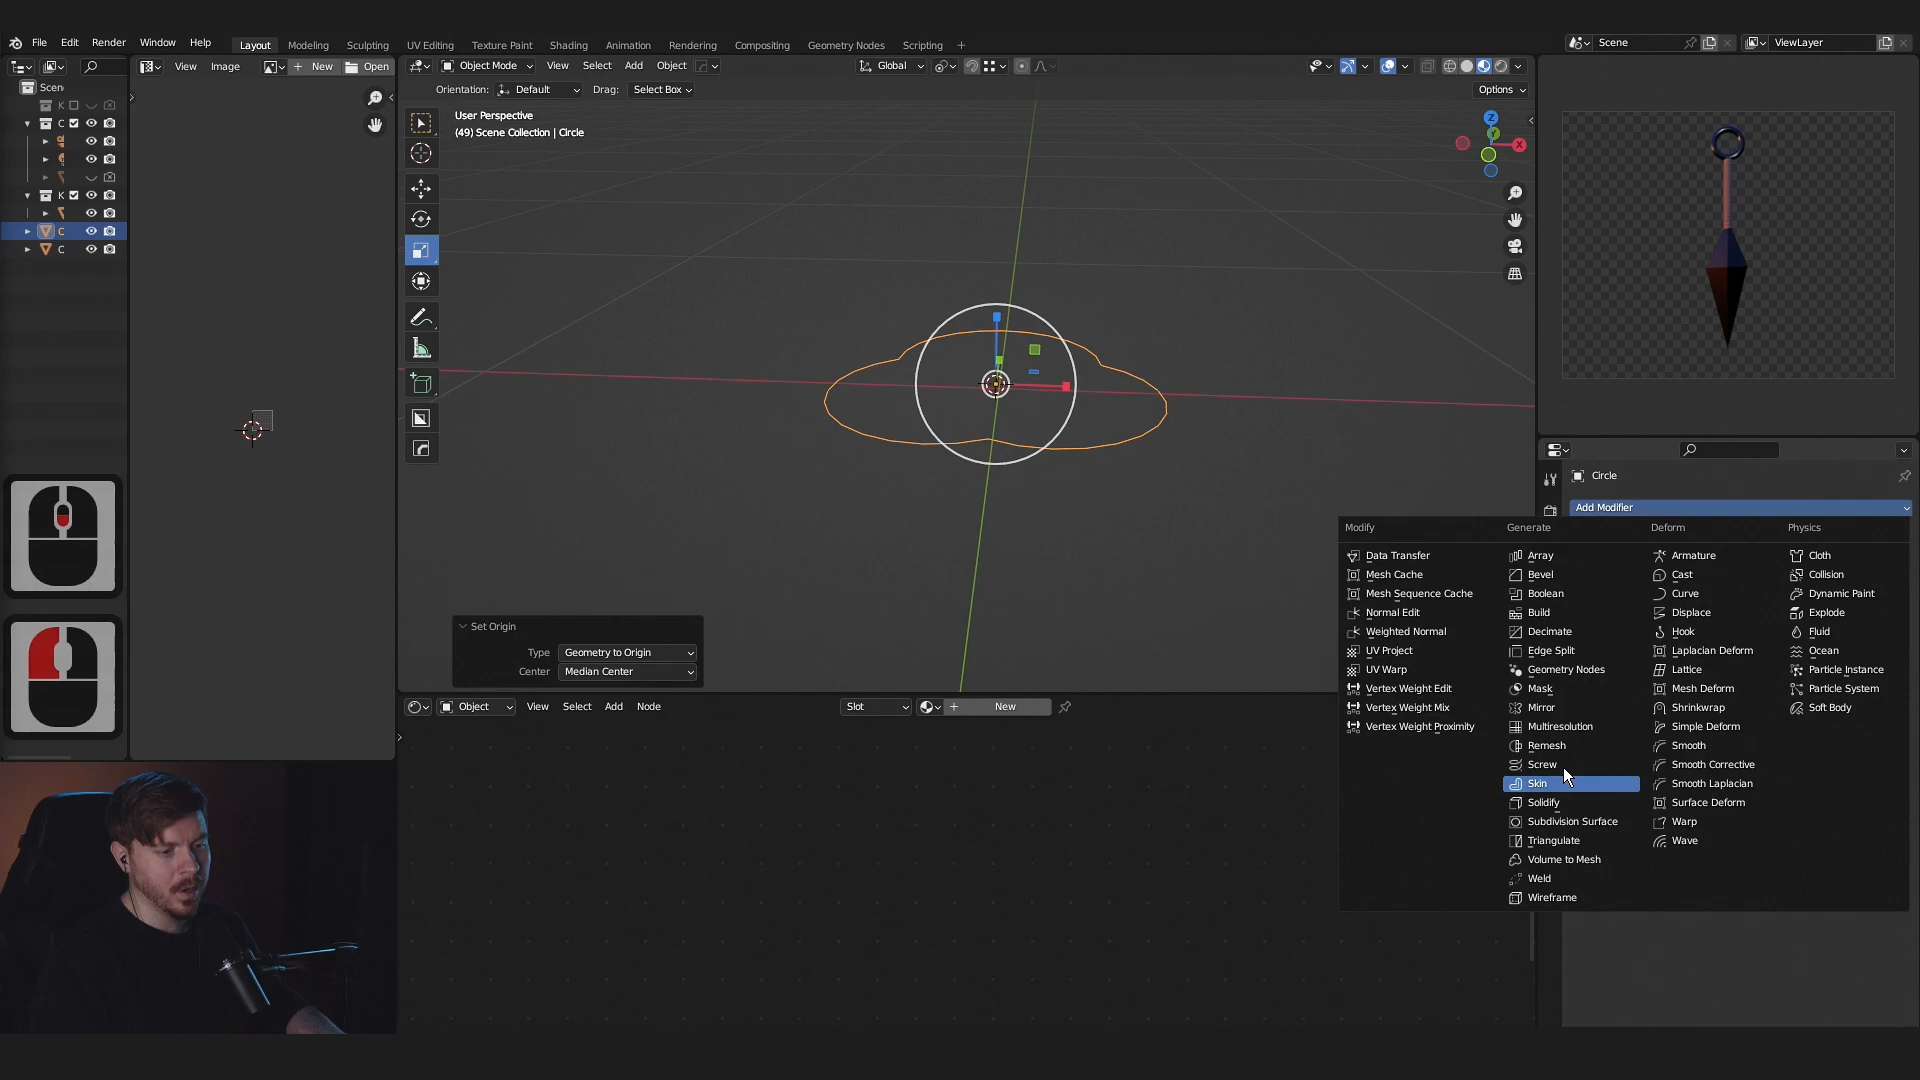 File Edit Render Window Help
Layout Modeling Sculpting UV Editing Texture Paint Shading Animation Rendering Compositing Geometry Nodes Scripting +
Scene
ViewLayer
View Image
New
Open
Object Mode View Select Add Object
Global
Orientation: Default Drag: Select Box
Options
Scen
K
C
K
C
C
User Perspective
(49) Scene Collection | Circle
Z
Y
X
Set Origin
Type Geometry to Origin
Center Median Center
Object View Select Add Node
Slot
New
Circle
Add Modifier
Modify
Data Transfer
Mesh Cache
Mesh Sequence Cache
Normal Edit
Weighted Normal
UV Project
UV Warp
Vertex Weight Edit
Vertex Weight Mix
Vertex Weight Proximity
Generate
Array
Bevel
Boolean
Build
Decimate
Edge Split
Geometry Nodes
Mask
Mirror
Multiresolution
Remesh
Screw
Skin
Solidify
Subdivision Surface
Triangulate
Volume to Mesh
Weld
Wireframe
Deform
Armature
Cast
Curve
Displace
Hook
Laplacian Deform
Lattice
Mesh Deform
Shrinkwrap
Simple Deform
Smooth
Smooth Corrective
Smooth Laplacian
Surface Deform
Warp
Wave
Physics
Cloth
Collision
Dynamic Paint
Explode
Fluid
Ocean
Particle Instance
Particle System
Soft Body